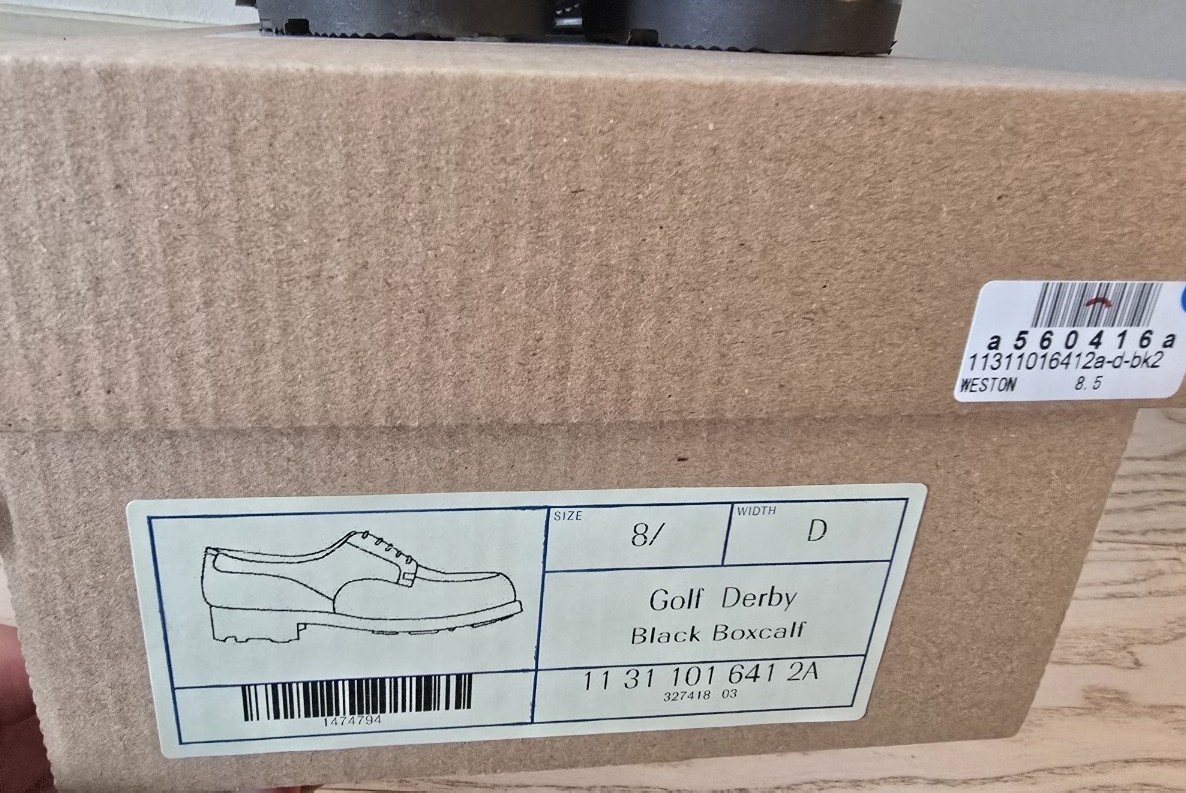 a560416a
11311016412a-d-bk2
WESTON 8.5
SIZE
8/
WIDTH
D
Golf Derby
Black Boxcalf
11 31 101 641 2A
327418 03
1474794